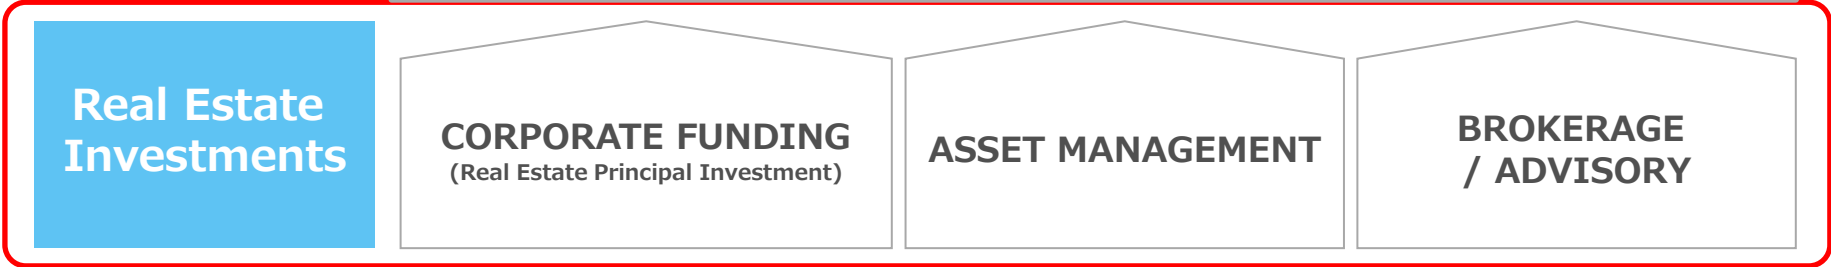 Real Estate
Investments
CORPORATE FUNDING
(Real Estate Principal Investment)
ASSET MANAGEMENT
BROKERAGE
/ ADVISORY